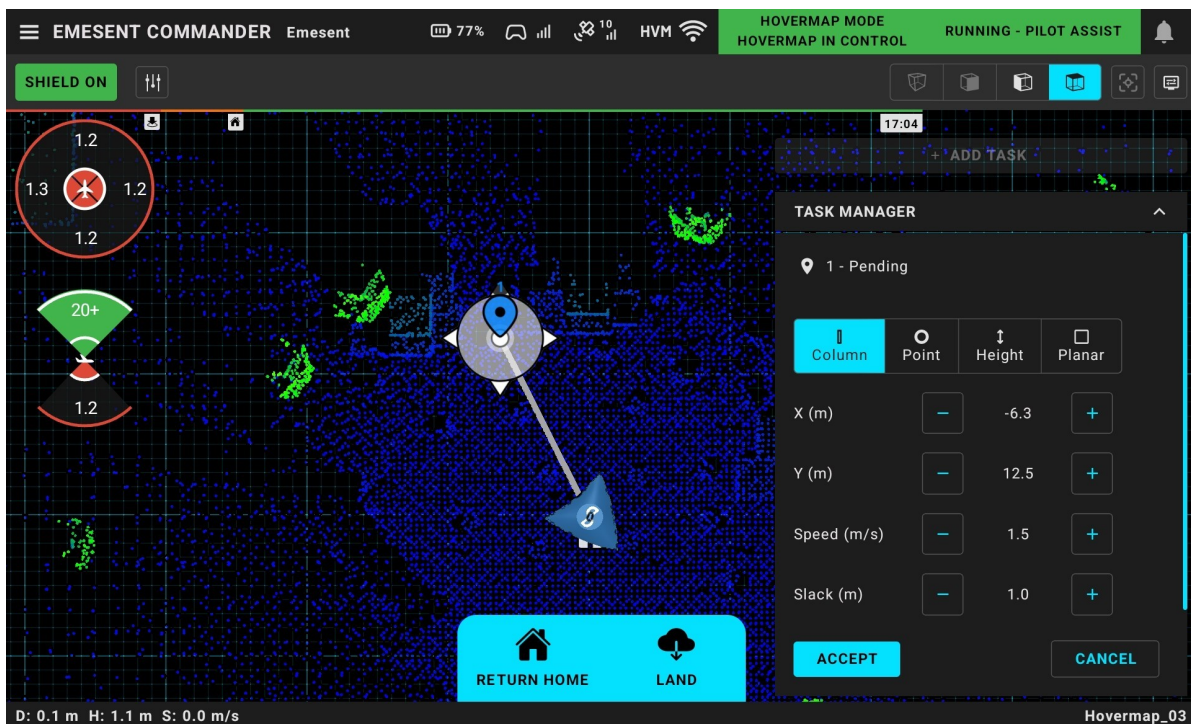 EMESENT COMMANDER Emesent 77% 10 HVM
HOVERMAP MODE
HOVERMAP IN CONTROL
RUNNING - PILOT ASSIST
SHIELD ON
17:04
1.2
1.3 1.2
1.2
20+
1.2
+ ADD TASK
TASK MANAGER
1 - Pending
Column Point Height Planar
X (m) − -6.3 +
Y (m) − 12.5 +
Speed (m/s) − 1.5 +
Slack (m) − 1.0 +
ACCEPT CANCEL
1
RETURN HOME LAND
D: 0.1 m H: 1.1 m S: 0.0 m/s Hovermap_03